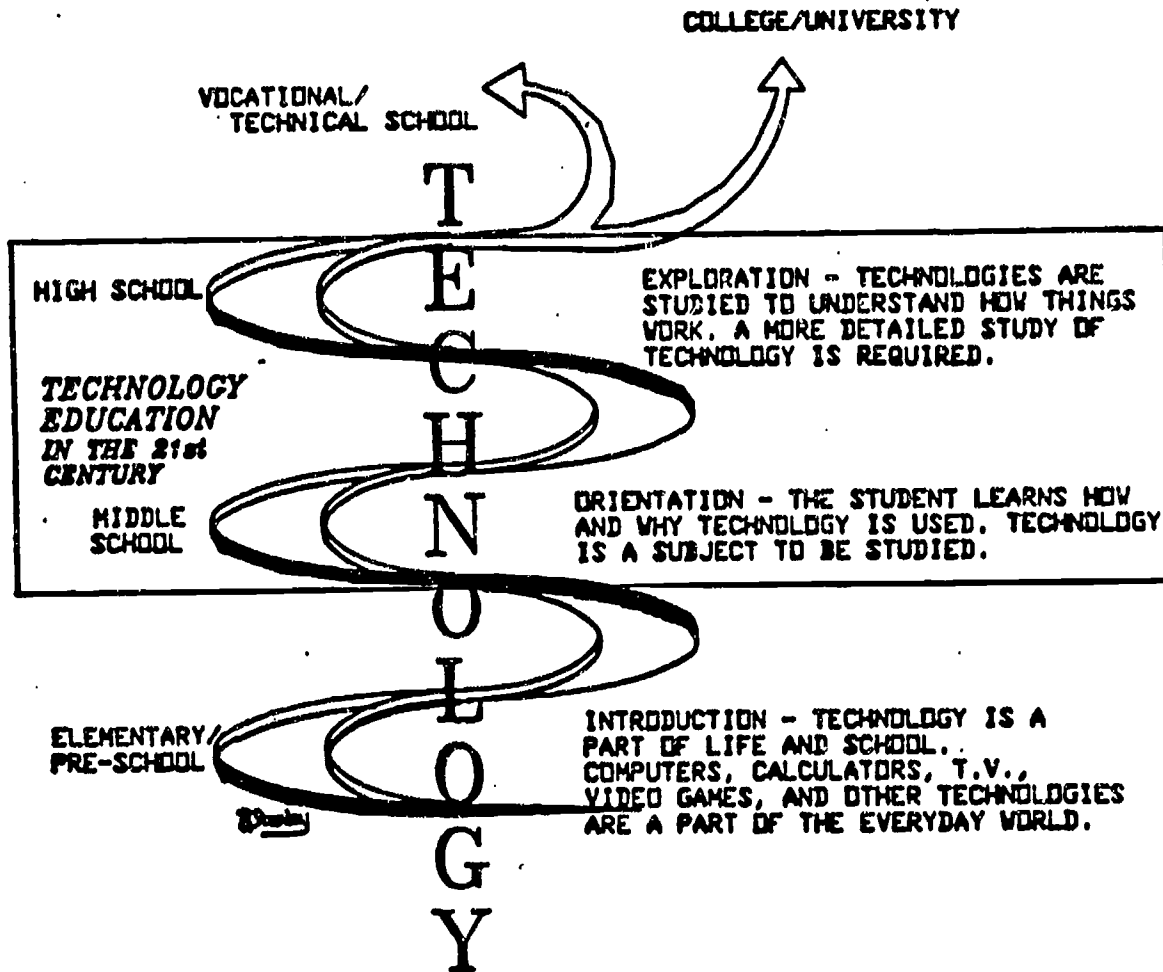 COLLEGE/UNIVERSITY
VOCATIONAL/
TECHNICAL SCHOOL
TECHNOLOGY
HIGH SCHOOL
EXPLORATION - TECHNOLOGIES ARE
STUDIED TO UNDERSTAND HOW THINGS
WORK. A MORE DETAILED STUDY OF
TECHNOLOGY IS REQUIRED.
TECHNOLOGY
EDUCATION
IN THE 21st
CENTURY
MIDDLE
SCHOOL
ORIENTATION - THE STUDENT LEARNS HOW
AND WHY TECHNOLOGY IS USED. TECHNOLOGY
IS A SUBJECT TO BE STUDIED.
ELEMENTARY/
PRE-SCHOOL
INTRODUCTION - TECHNOLOGY IS A
PART OF LIFE AND SCHOOL.
COMPUTERS, CALCULATORS, T.V.,
VIDEO GAMES, AND OTHER TECHNOLOGIES
ARE A PART OF THE EVERYDAY WORLD.